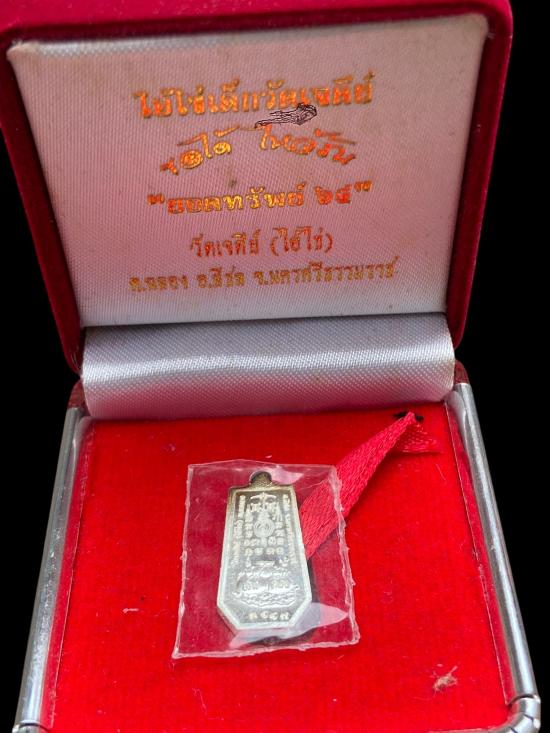 ไอ้ไข่เด็กวัดเจดีย์
ขอได้ ไหว้รับ
"ยอดทรัพย์ ๖๔"
วัดเจดีย์ (ไอ้ไข่)
ต.ฉลอง อ.สิชล จ.นครศรีธรรมราช